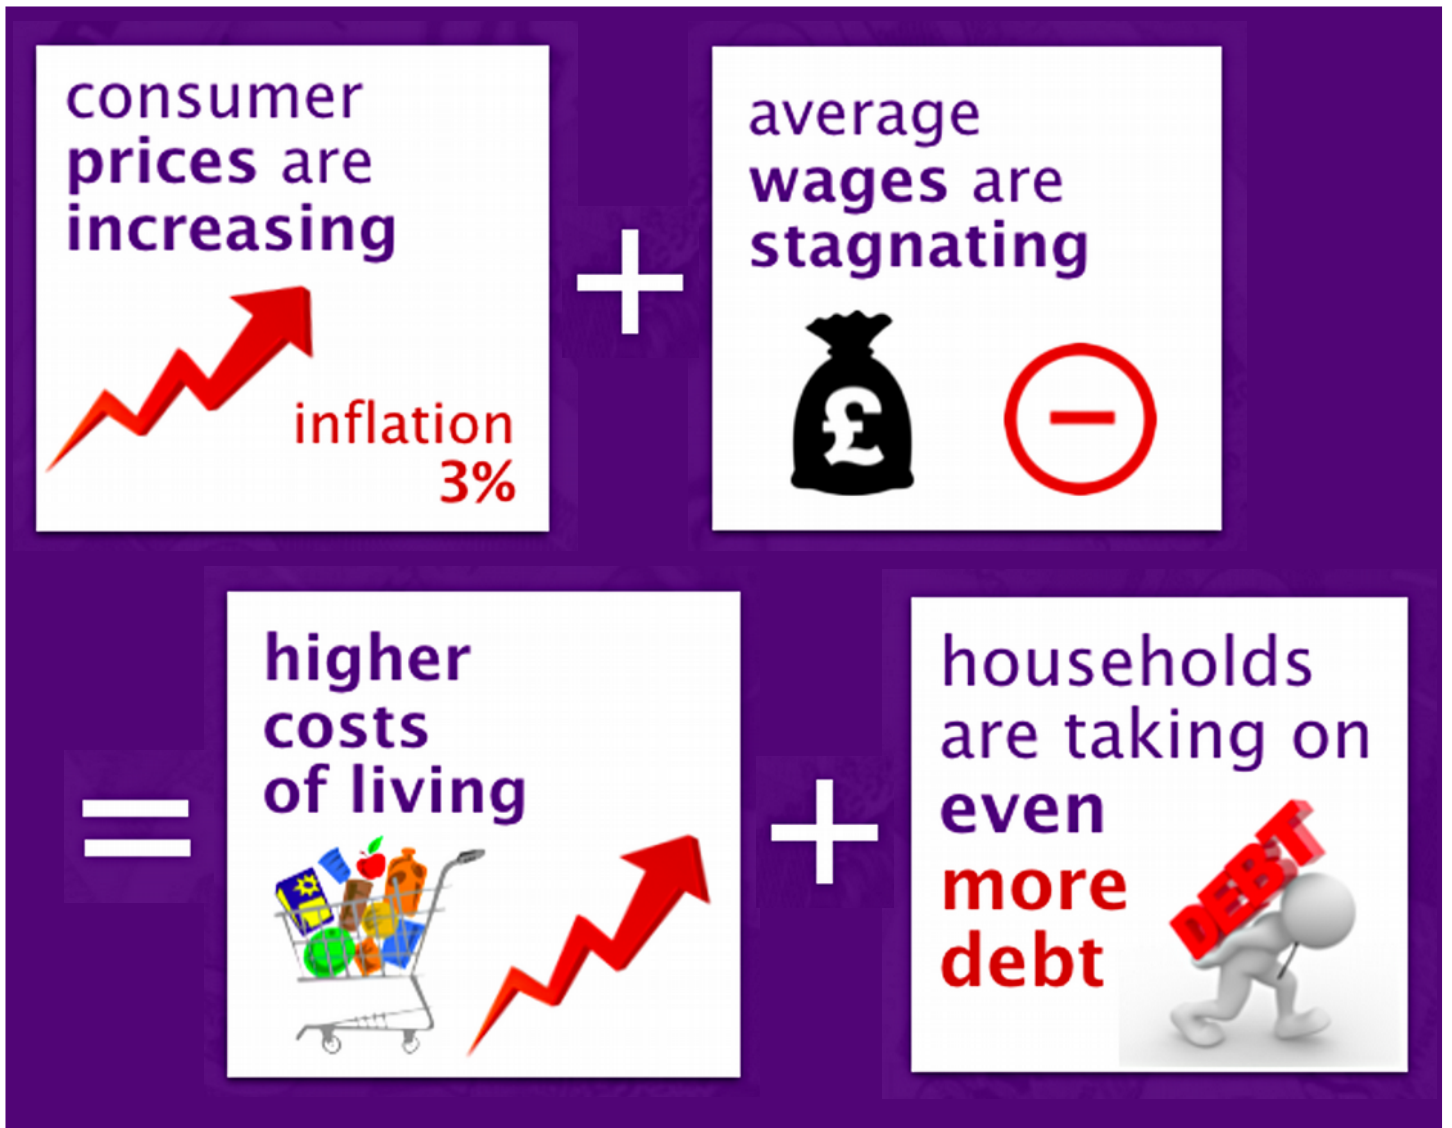 consumer
prices are
increasing
inflation
3%
+
average
wages are
stagnating
£
=
higher
costs
of living
+
households
are taking on
even
more
debt
DEBT